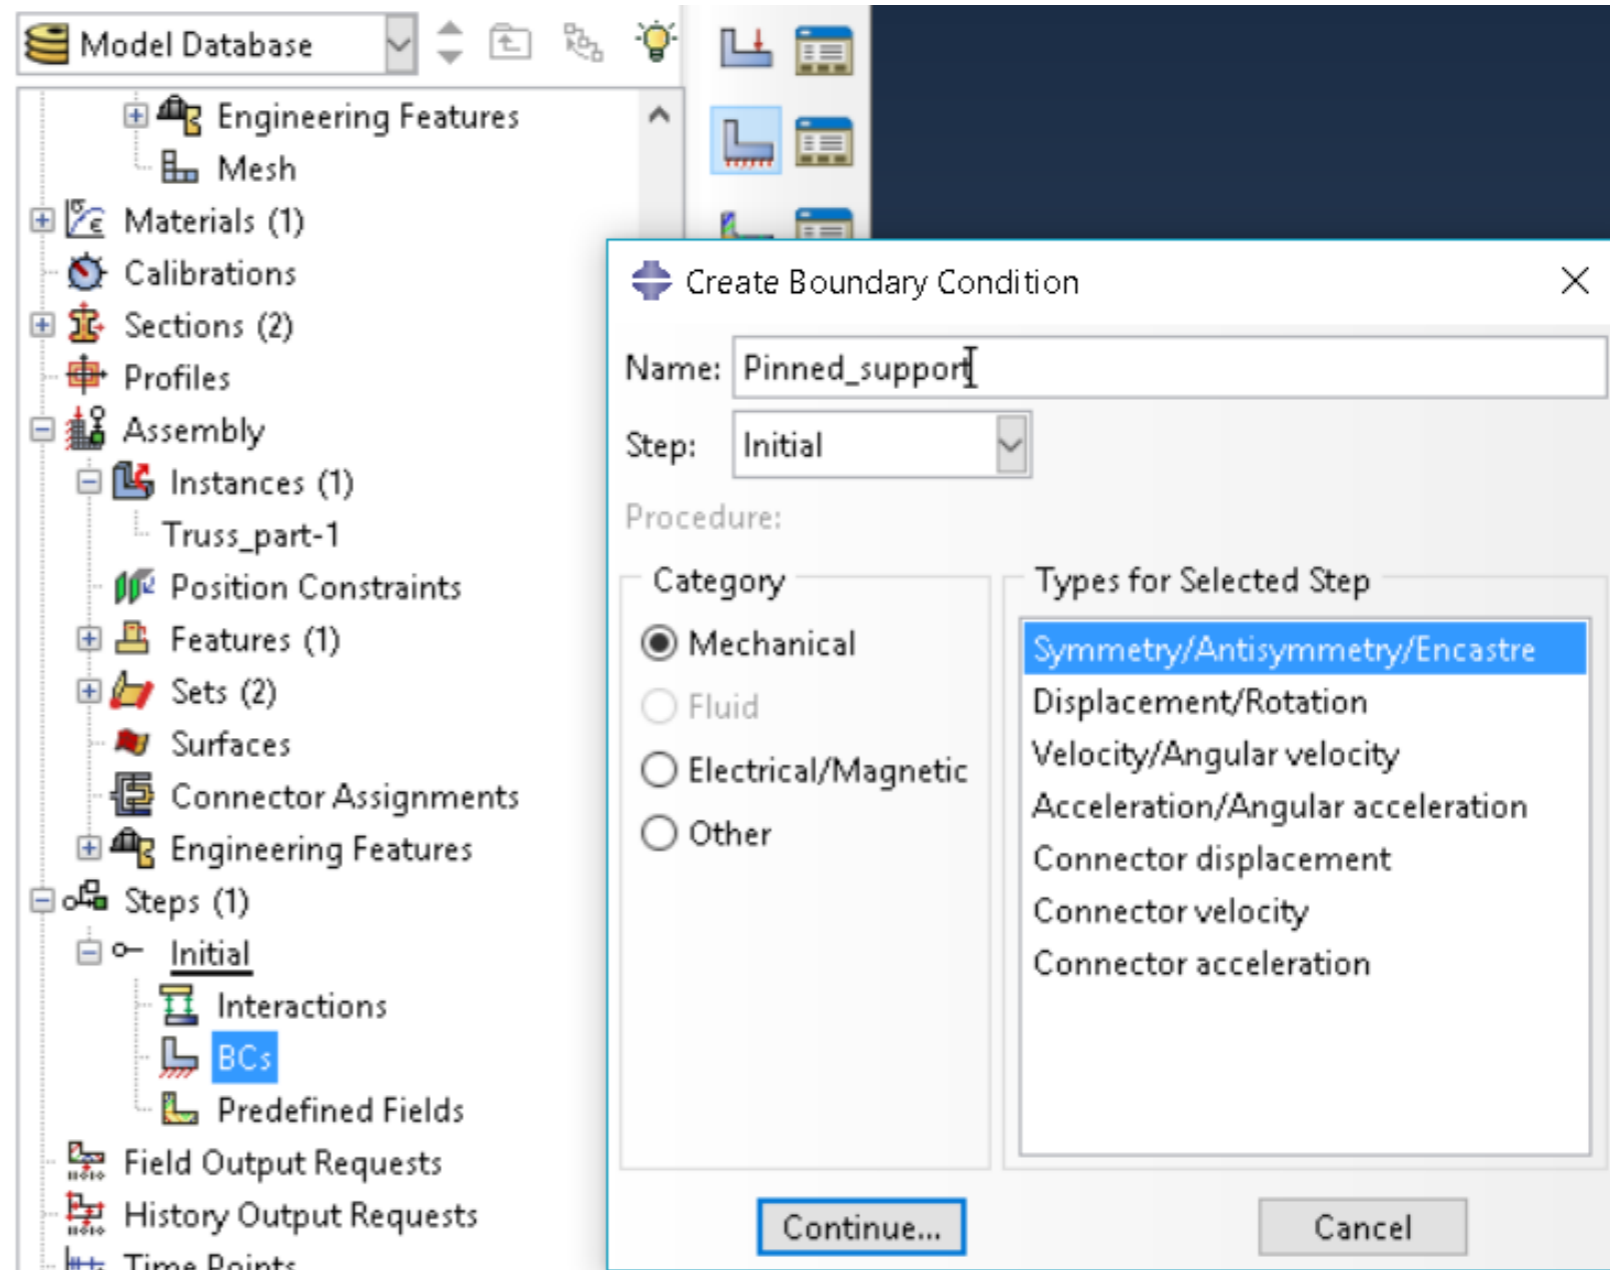 Model Database
Engineering Features
Mesh
Materials (1)
Calibrations
Sections (2)
Profiles
Assembly
Instances (1)
Truss_part-1
Position Constraints
Features (1)
Sets (2)
Surfaces
Connector Assignments
Engineering Features
Steps (1)
Initial
Interactions
BCs
Predefined Fields
Field Output Requests
History Output Requests
Time Points
Create Boundary Condition
Name: Pinned_support
Step: Initial
Procedure:
Category
Mechanical
Fluid
Electrical/Magnetic
Other
Types for Selected Step
Symmetry/Antisymmetry/Encastre
Displacement/Rotation
Velocity/Angular velocity
Acceleration/Angular acceleration
Connector displacement
Connector velocity
Connector acceleration
Continue...
Cancel